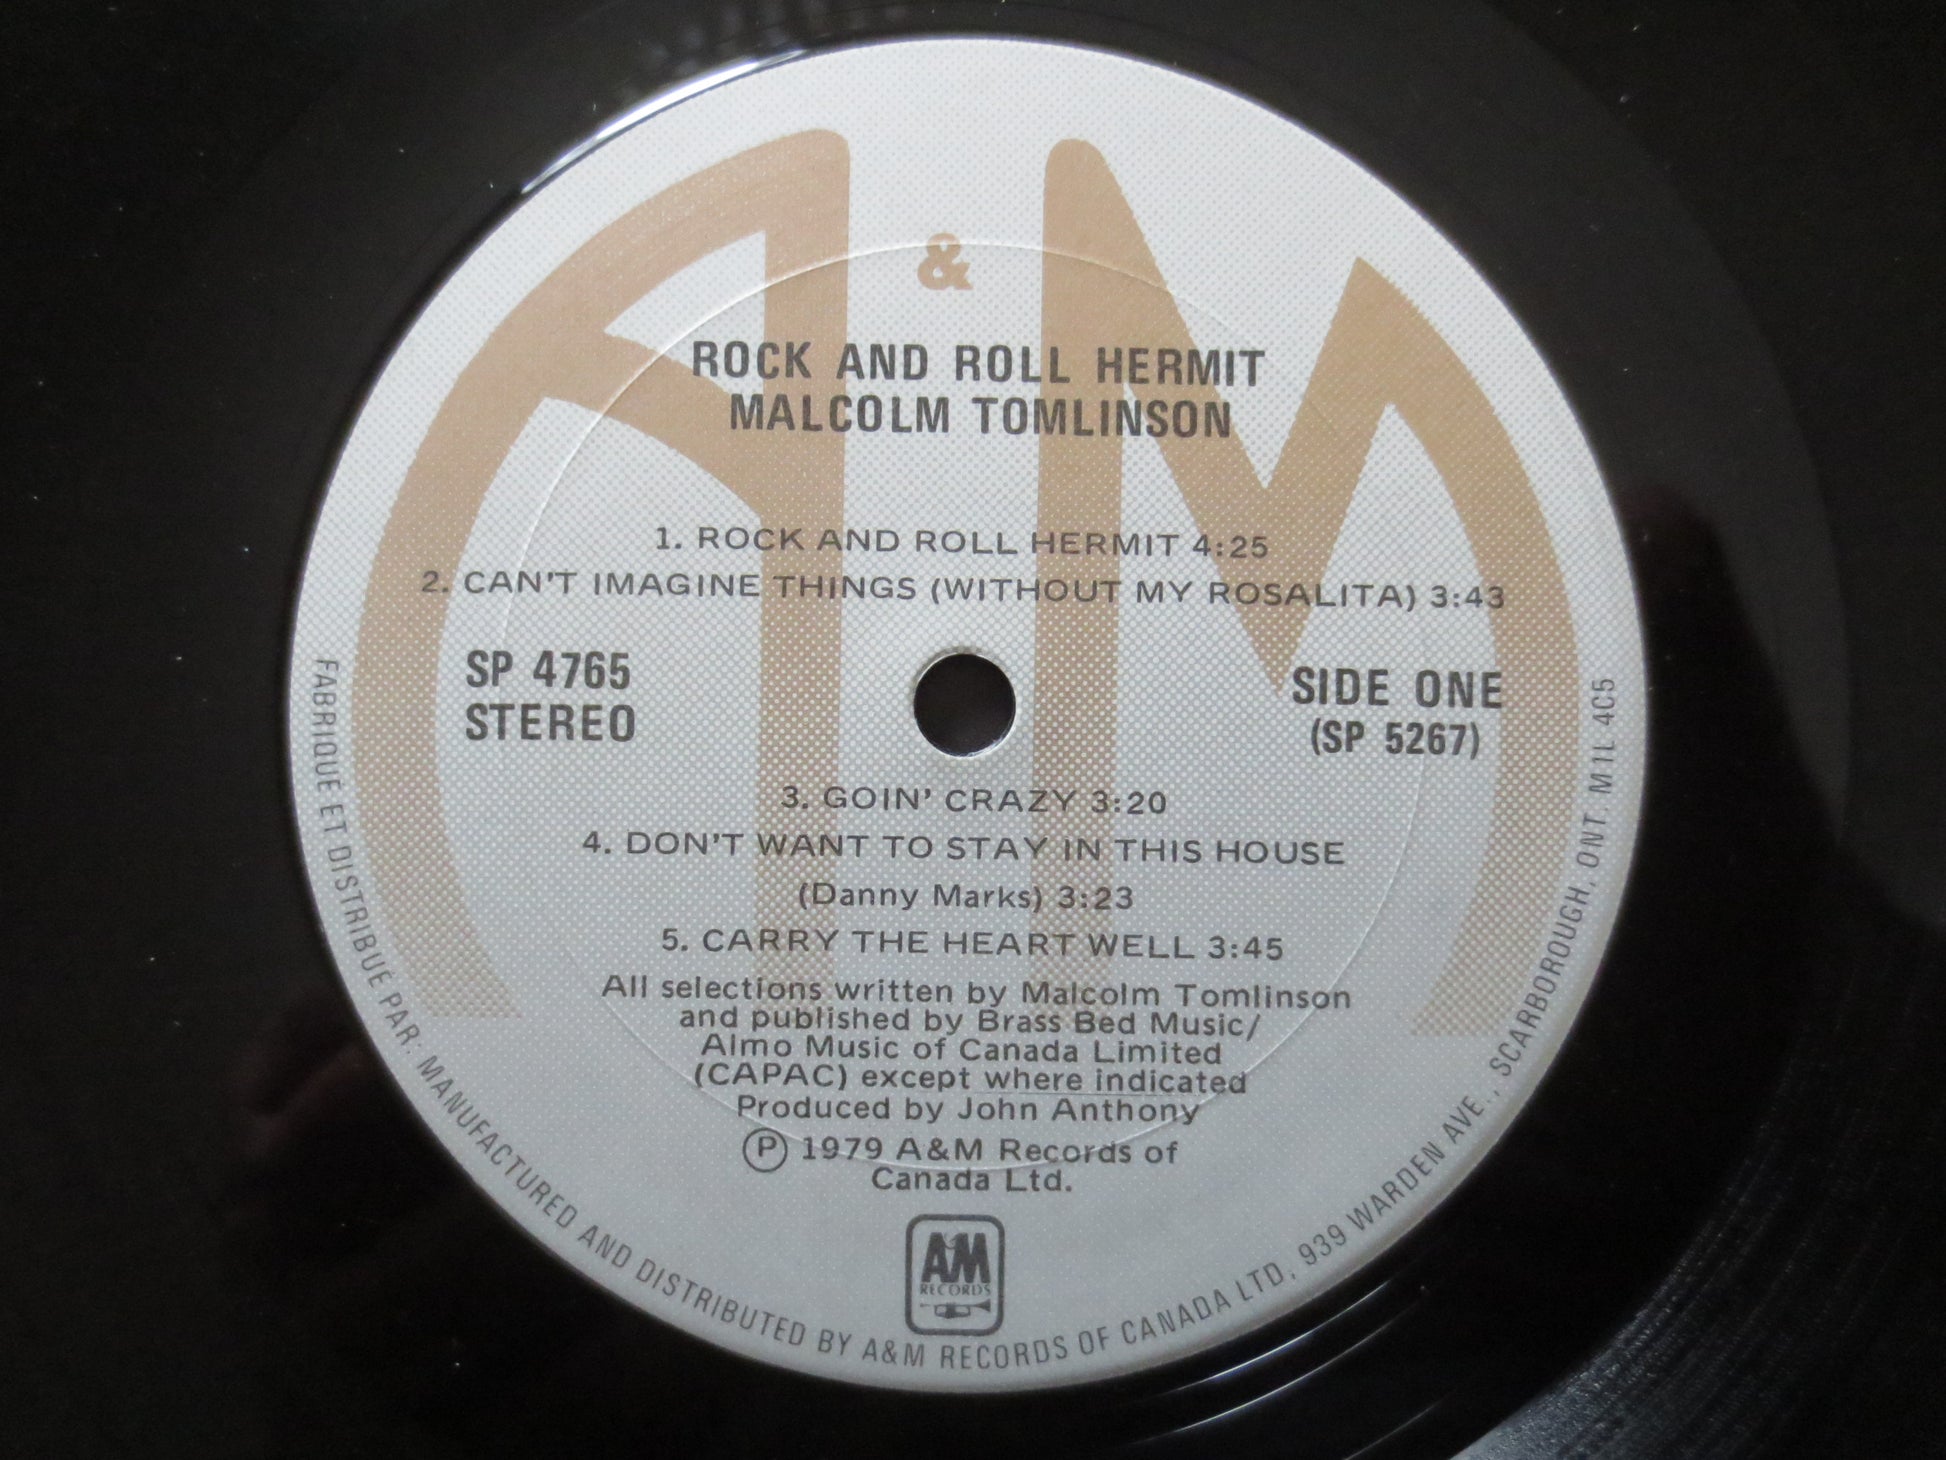 &
ROCK AND ROLL HERMIT
MALCOLM TOMLINSON
1. ROCK AND ROLL HERMIT 4:25
2. CAN'T IMAGINE THINGS (WITHOUT MY ROSALITA) 3:43
SP 4765
STEREO
SIDE ONE
(SP 5267)
3. GOIN' CRAZY 3:20
4. DON'T WANT TO STAY IN THIS HOUSE
(Danny Marks) 3:23
5. CARRY THE HEART WELL 3:45
All selections written by Malcolm Tomlinson
and published by Brass Bed Music/
Almo Music of Canada Limited
(CAPAC) except where indicated
Produced by John Anthony
Ⓟ 1979 A&M Records of
Canada Ltd.
A&M
RECORDS
FABRIQUE ET DISTRIBUÉ PAR: MANUFACTURED AND DISTRIBUTED BY A&M RECORDS OF CANADA LTD. 939 WARDEN AVE., SCARBOROUGH, ONT. M1L 4C5